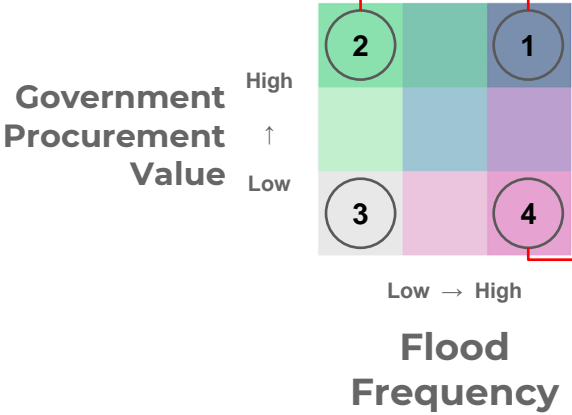 2
1
Government
Procurement
Value
High
↑
Low
3
4
Low → High
Flood
Frequency